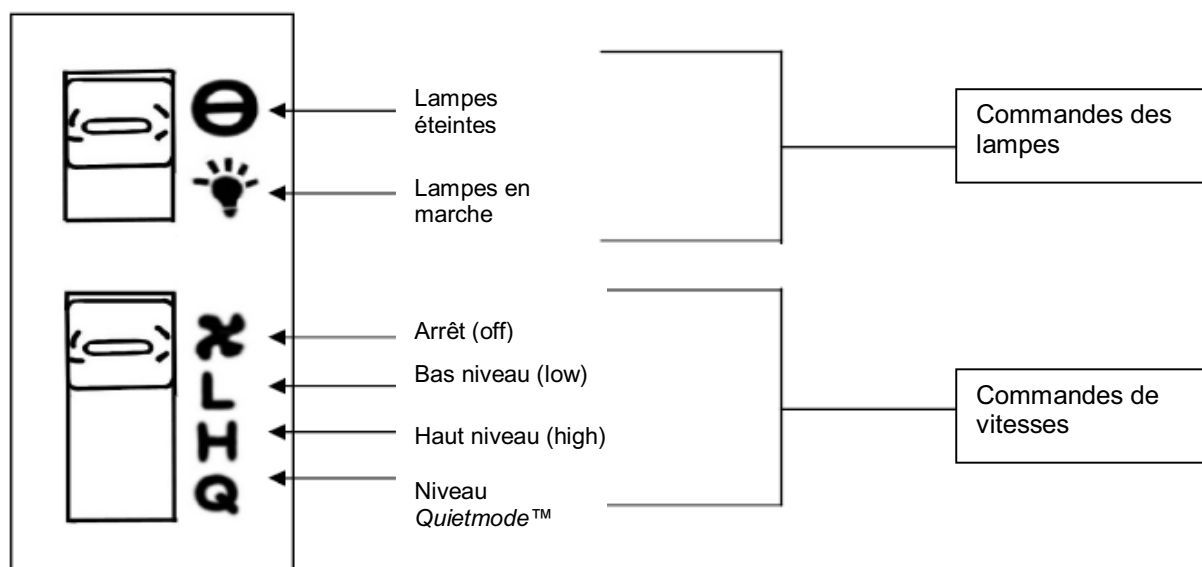 Lampes
éteintes
Lampes en
marche
Commandes des
lampes
Arrêt (off)
L
Bas niveau (low)
H
Haut niveau (high)
Q
Niveau
Quietmode™
Commandes de
vitesses